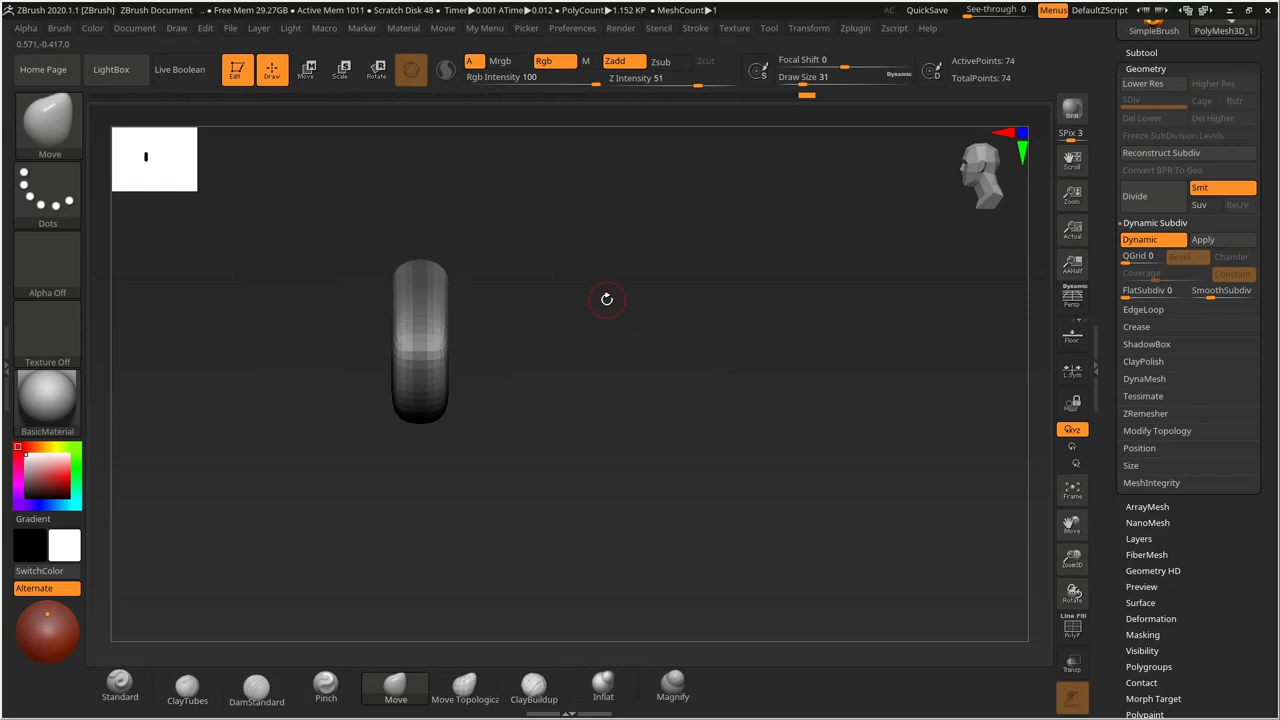 ZBrush 2020.1.1 [ZBrush] ZBrush Document .. ● Free Mem 29.27GB ● Active Mem 1011 ● Scratch Disk 48 ● Timer▶0.001 ATime▶0.012 ● PolyCount▶1.152 KP ● MeshCount▶1 AC QuickSave See-through 0 Menus DefaultZScript
Alpha Brush Color Document Draw Edit File Layer Light Macro Marker Material Movie My Menu Picker Preferences Render Stencil Stroke Texture Tool Transform Zplugin Zscript Help
0.571,-0.417,0
Home Page LightBox Live Boolean Edit Draw Move Scale Rotate
A Mrgb Rgb M Zadd Zsub Zcut
Rgb Intensity 100 Z Intensity 51
Focal Shift 0
Draw Size 31 Dynamic
S
D
ActivePoints: 74
TotalPoints: 74
Move
Dots
Alpha Off
Texture Off
BasicMaterial
Gradient
SwitchColor
Alternate
BPR
SPix 3
Scroll
Zoom
Actual
AAHalf
Dynamic
Persp
Floor
L.Sym
XYZ
Y
Z
Frame
Move
Zoom3D
Rotate
Line Fill
PolyF
Transp
Ghost
SimpleBrush PolyMesh3D_1
Subtool
Geometry
Lower Res Higher Res
SDiv Cage Rstr
Del Lower Del Higher
Freeze SubDivision Levels
Reconstruct Subdiv
Convert BPR To Geo
Divide Smt
Suv ReUV
Dynamic Subdiv
Dynamic Apply
QGrid 0 Bevel Chamfer
Coverage Constant
FlatSubdiv 0 SmoothSubdiv
EdgeLoop
Crease
ShadowBox
ClayPolish
DynaMesh
Tessimate
ZRemesher
Modify Topology
Position
Size
MeshIntegrity
ArrayMesh
NanoMesh
Layers
FiberMesh
Geometry HD
Preview
Surface
Deformation
Masking
Visibility
Polygroups
Contact
Morph Target
Polypaint
Standard ClayTubes DamStandard Pinch Move Move Topological ClayBuildup Inflat Magnify